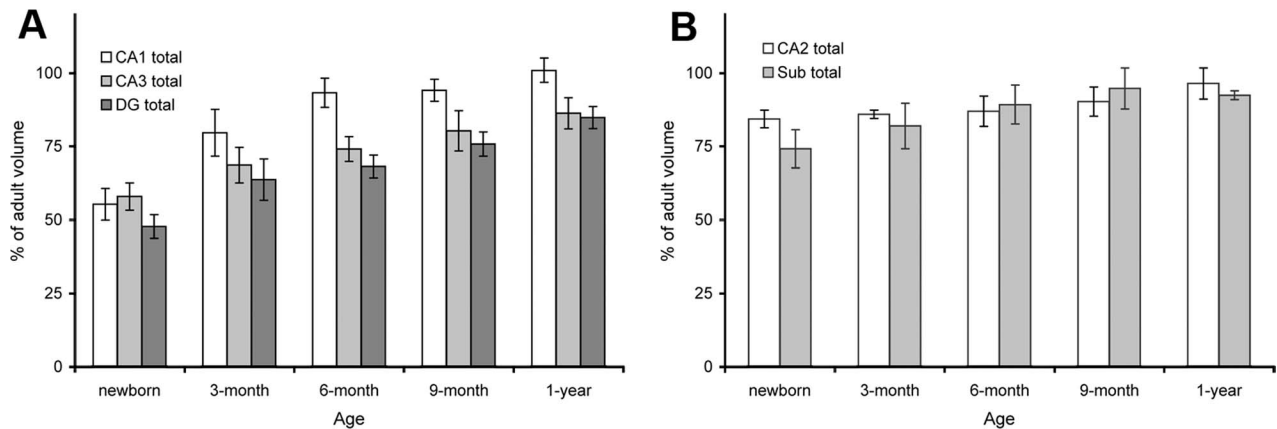 A
CA1 total
CA3 total
DG total
% of adult volume
100
75
50
25
0
newborn 3-month 6-month 9-month 1-year
Age
B
CA2 total
Sub total
% of adult volume
100
75
50
25
0
newborn 3-month 6-month 9-month 1-year
Age